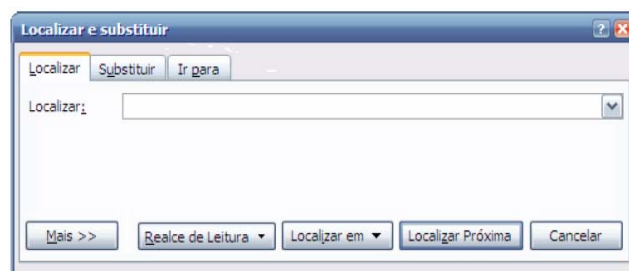 Localizar e substituir
Localizar Substituir Ir para
Localizar:
Mais >> Realce de Leitura Localizar em Localizar Próxima Cancelar